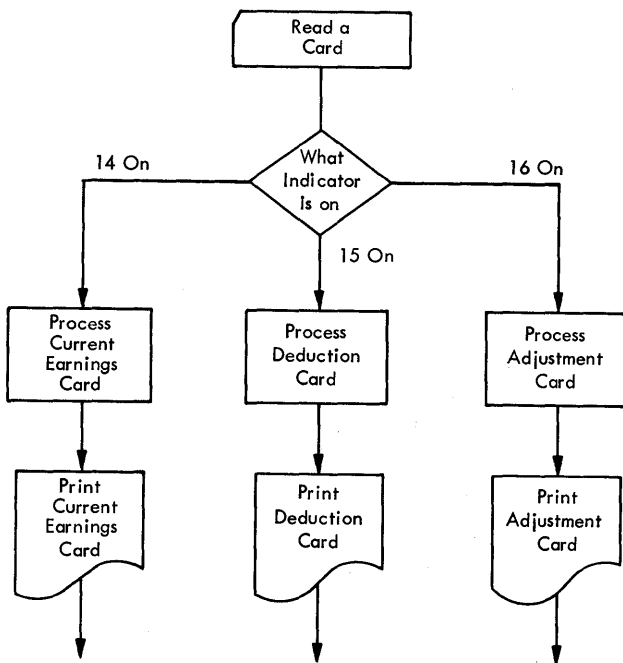 Read a
Card
What
Indicator
is on
14 On
16 On
15 On
Process
Current
Earnings
Card
Process
Deduction
Card
Process
Adjustment
Card
Print
Current
Earnings
Card
Print
Deduction
Card
Print
Adjustment
Card